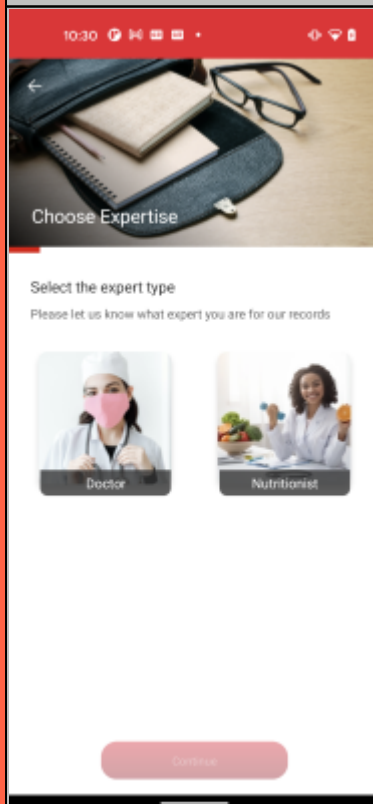 10:30
Choose Expertise
Select the expert type
Please let us know what expert you are for our records
Doctor
Nutritionist
Continue